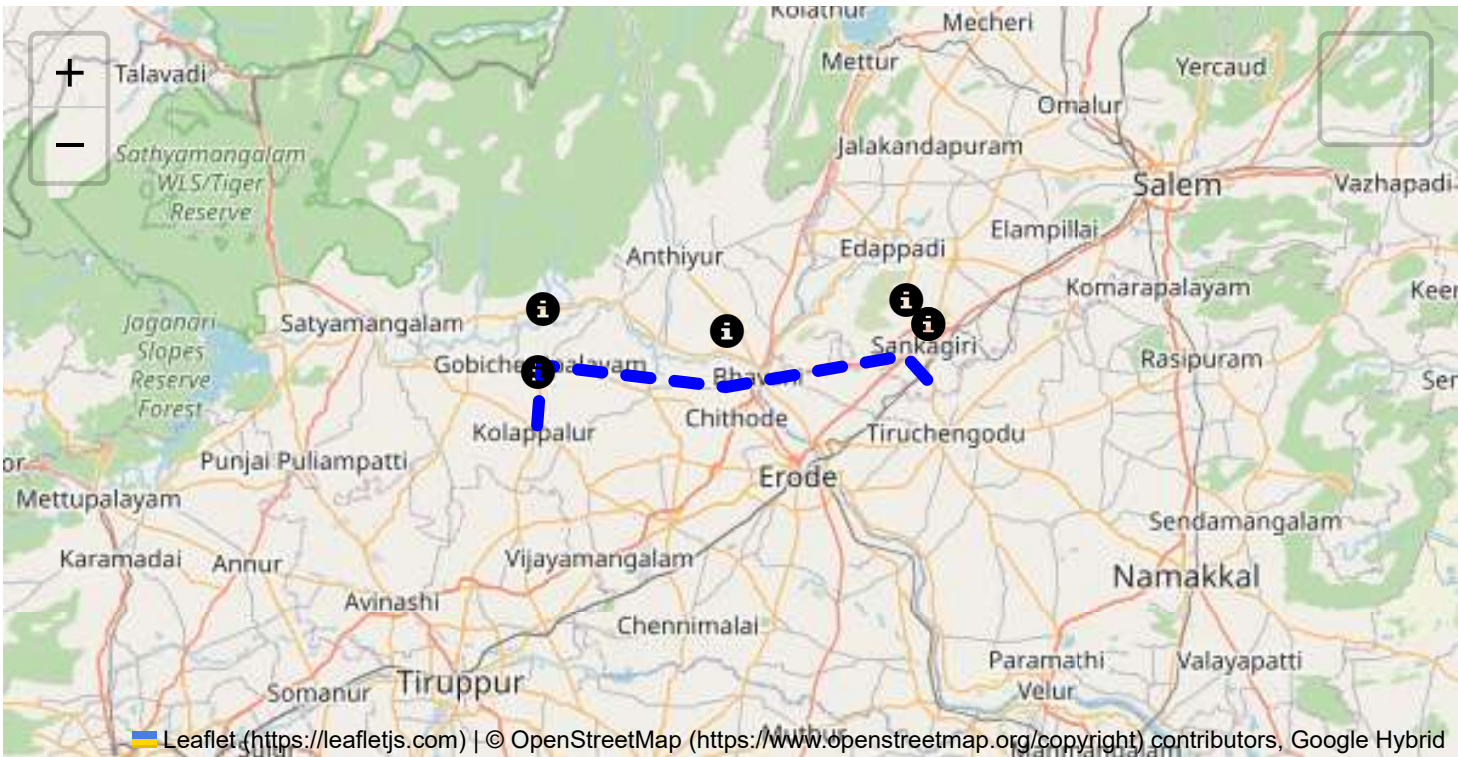 Kolathur
Mecheri
+
Talavadi
Mettur
Yercaud
Omalur
−
Jalakandapuram
Sathyamangalam
WLS/Tiger
Reserve
Salem
Vazhapadi
Elampillai
Anthiyur
Edappadi
Komarapalayam
Keer
i
i
i
i
Jaganari
Slopes
Reserve
Forest
Satyamangalam
Sankagiri
Rasipuram
i
Bhavani
Sen
Chithode
Kolappalur
Tiruchengodu
or
Punjai Puliampatti
Erode
Mettupalayam
Sendamangalam
Karamadai
Annur
Vijayamangalam
Namakkal
Avinashi
Chennimalai
Paramathi
Velur
Valayapatti
Somanur
Tiruppur
Leaflet (https://leafletjs.com) | © OpenStreetMap (https://www.openstreetmap.org/copyright) contributors, Google Hybrid